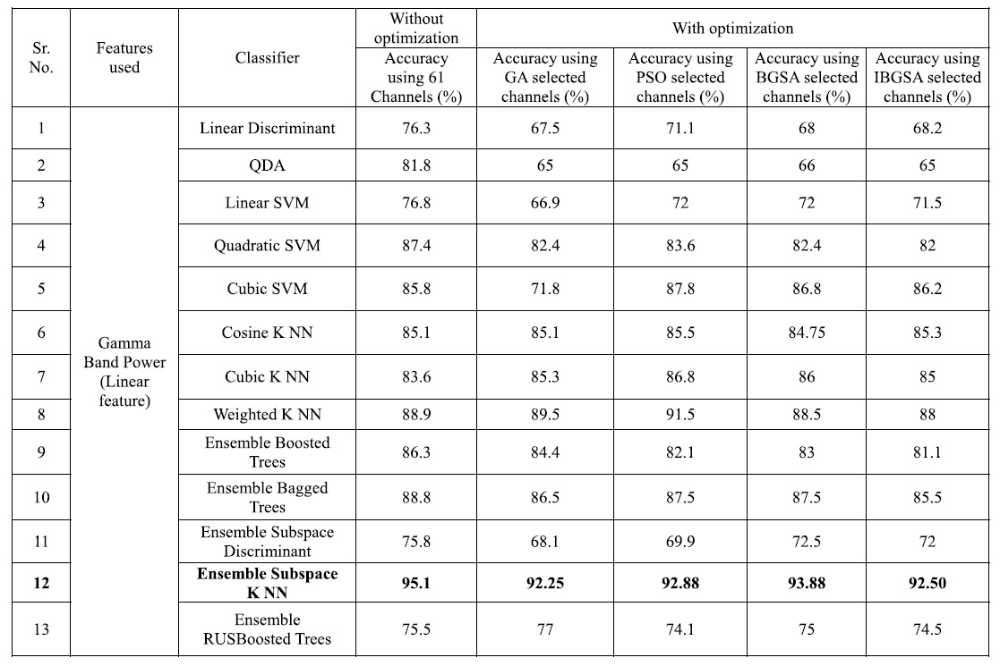 Sr. No. | Features used | Classifier | Without optimization | With optimization
Accuracy using 61 Channels (%) | Accuracy using GA selected channels (%) | Accuracy using PSO selected channels (%) | Accuracy using BGSA selected channels (%) | Accuracy using IBGSA selected channels (%)
Gamma Band Power (Linear feature)
1 | Linear Discriminant | 76.3 | 67.5 | 71.1 | 68 | 68.2
2 | QDA | 81.8 | 65 | 65 | 66 | 65
3 | Linear SVM | 76.8 | 66.9 | 72 | 72 | 71.5
4 | Quadratic SVM | 87.4 | 82.4 | 83.6 | 82.4 | 82
5 | Cubic SVM | 85.8 | 71.8 | 87.8 | 86.8 | 86.2
6 | Cosine K NN | 85.1 | 85.1 | 85.5 | 84.75 | 85.3
7 | Cubic K NN | 83.6 | 85.3 | 86.8 | 86 | 85
8 | Weighted K NN | 88.9 | 89.5 | 91.5 | 88.5 | 88
9 | Ensemble Boosted Trees | 86.3 | 84.4 | 82.1 | 83 | 81.1
10 | Ensemble Bagged Trees | 88.8 | 86.5 | 87.5 | 87.5 | 85.5
11 | Ensemble Subspace Discriminant | 75.8 | 68.1 | 69.9 | 72.5 | 72
12 | Ensemble Subspace K NN | 95.1 | 92.25 | 92.88 | 93.88 | 92.50
13 | Ensemble RUSBoosted Trees | 75.5 | 77 | 74.1 | 75 | 74.5